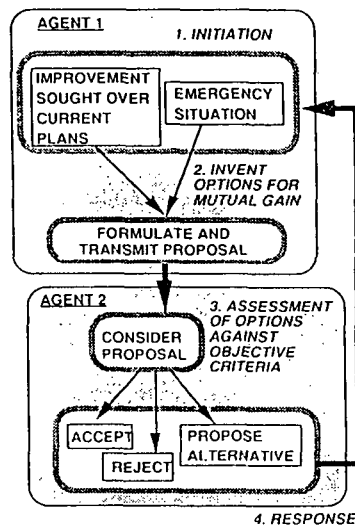 AGENT 1
1. INITIATION
IMPROVEMENT
SOUGHT OVER
CURRENT
PLANS
EMERGENCY
SITUATION
2. INVENT
OPTIONS FOR
MUTUAL GAIN
FORMULATE AND
TRANSMIT PROPOSAL
AGENT 2
3. ASSESSMENT
OF OPTIONS
AGAINST
OBJECTIVE
CRITERIA
CONSIDER
PROPOSAL
ACCEPT
REJECT
PROPOSE
ALTERNATIVE
4. RESPONSE